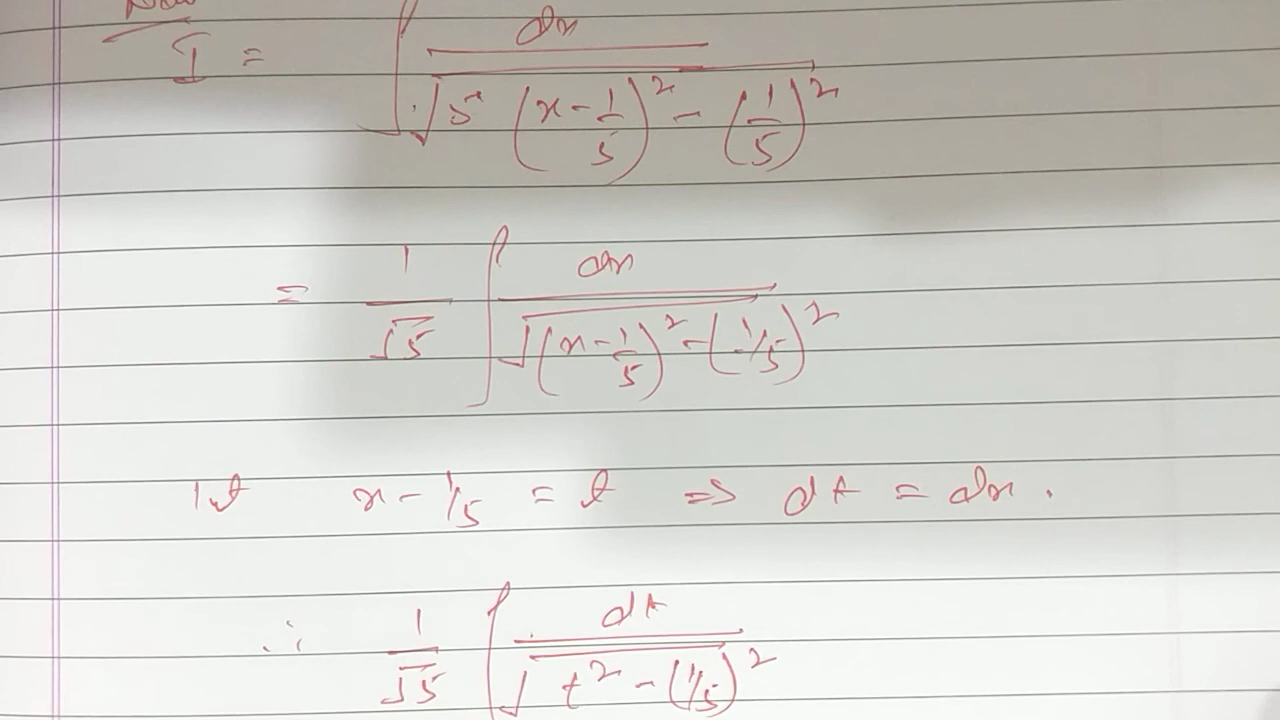 Now
I = ∫ dx / √5 (x - 1/5)² - (1/5)²
= 1/√5 ∫ dx / √(x - 1/5)² - (1/5)²
let x - 1/5 = t ⇒ dt = dx.
∴ 1/√5 ∫ dt / √t² - (1/5)²